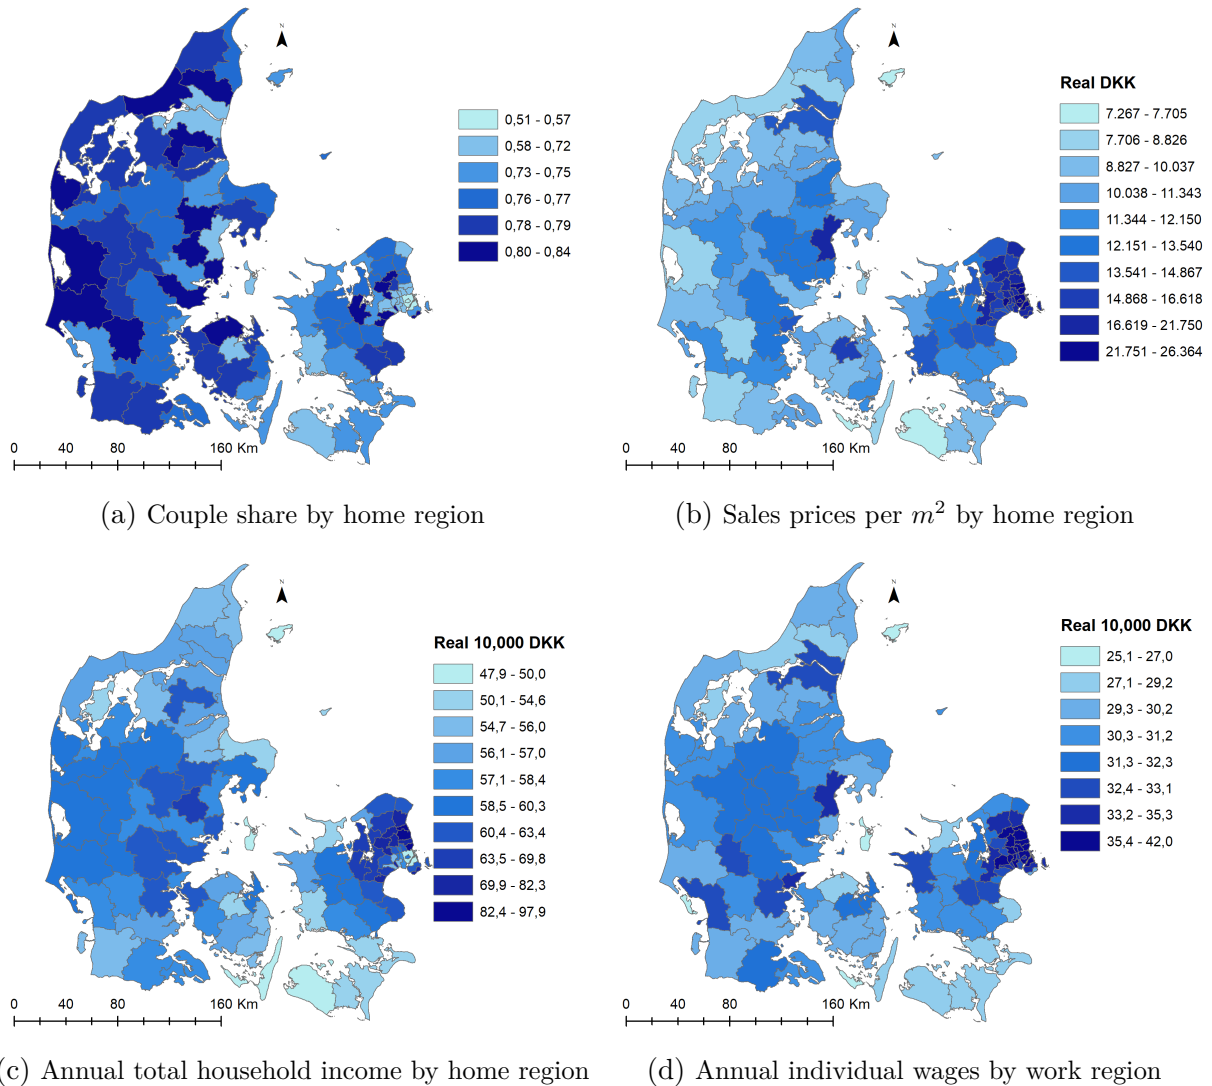 N
0,51 - 0,57
0,58 - 0,72
0,73 - 0,75
0,76 - 0,77
0,78 - 0,79
0,80 - 0,84
0 40 80 160 Km
(a) Couple share by home region
N
Real DKK
7.267 - 7.705
7.706 - 8.826
8.827 - 10.037
10.038 - 11.343
11.344 - 12.150
12.151 - 13.540
13.541 - 14.867
14.868 - 16.618
16.619 - 21.750
21.751 - 26.364
0 40 80 160 Km
(b) Sales prices per m² by home region
N
Real 10,000 DKK
47,9 - 50,0
50,1 - 54,6
54,7 - 56,0
56,1 - 57,0
57,1 - 58,4
58,5 - 60,3
60,4 - 63,4
63,5 - 69,8
69,9 - 82,3
82,4 - 97,9
0 40 80 160 Km
(c) Annual total household income by home region
N
Real 10,000 DKK
25,1 - 27,0
27,1 - 29,2
29,3 - 30,2
30,3 - 31,2
31,3 - 32,3
32,4 - 33,1
33,2 - 35,3
35,4 - 42,0
0 40 80 160 Km
(d) Annual individual wages by work region